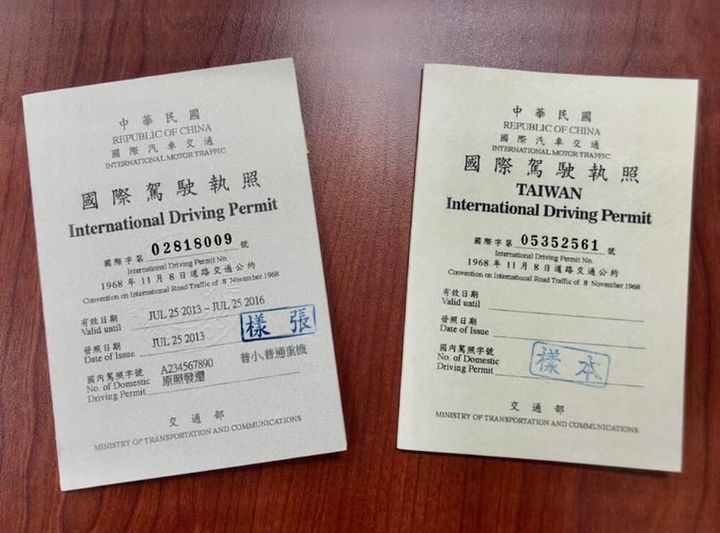 中華民國
REPUBLIC OF CHINA
國際汽車交通
INTERNATIONAL MOTOR TRAFFIC
國際駕駛執照
International Driving Permit
國際字第 02818009 號
International Driving Permit No.
1968 年 11 月 8 日道路交通公約
Convention on International Road Traffic of 8 November 1968
有效日期
Valid until JUL 25 2013 ~ JUL 25 2016
發照日期
Date of Issue JUL 25 2013
樣張
國內駕照字號 A234567890 普小,普通重機
No. of Domestic 原照發還
Driving Permit
交通部
MINISTRY OF TRANSPORTATION AND COMMUNICATIONS
中華民國
REPUBLIC OF CHINA
國際汽車交通
INTERNATIONAL MOTOR TRAFFIC
國際駕駛執照
TAIWAN
International Driving Permit
國際字第 05352561 號
International Driving Permit No.
1968 年 11 月 8 日道路交通公約
Convention on International Road Traffic of 8 November 1968
有效日期
Valid until
發照日期
Date of Issue
樣本
國內駕照字號
No. of Domestic
Driving Permit
交通部
MINISTRY OF TRANSPORTATION AND COMMUNICATIONS